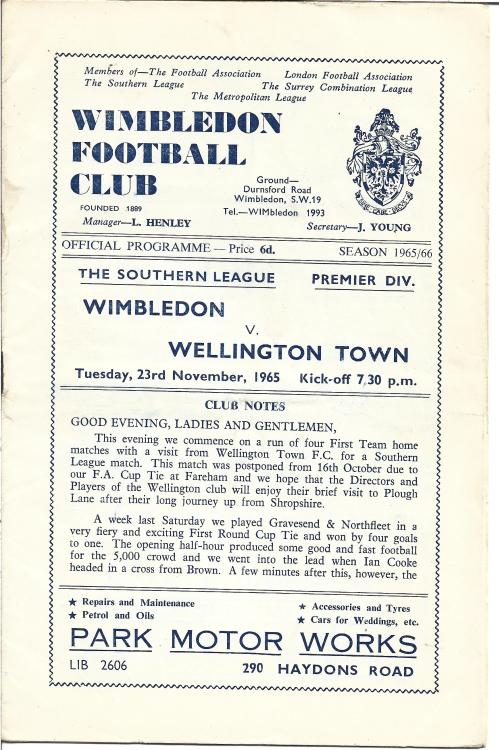 Members of—The Football Association   London Football Association
The Southern League   The Surrey Combination League
The Metropolitan League
WIMBLEDON
FOOTBALL
CLUB
FOUNDED 1889
Ground—
Durnsford Road
Wimbledon, S.W.19
Tel.—WIMbledon 1993
Manager—L. HENLEY
Secretary—J. YOUNG
OFFICIAL PROGRAMME — Price 6d.   SEASON 1965/66
THE SOUTHERN LEAGUE   PREMIER DIV.
WIMBLEDON
V.
WELLINGTON TOWN
Tuesday, 23rd November, 1965   Kick-off 7.30 p.m.
CLUB NOTES
GOOD EVENING, LADIES AND GENTLEMEN,
This evening we commence on a run of four First Team home
matches with a visit from Wellington Town F.C. for a Southern
League match. This match was postponed from 16th October due to
our F.A. Cup Tie at Fareham and we hope that the Directors and
Players of the Wellington club will enjoy their brief visit to Plough
Lane after their long journey up from Shropshire.
A week last Saturday we played Gravesend & Northfleet in a
very fiery and exciting First Round Cup Tie and won by four goals
to one. The opening half-hour produced some good and fast football
for the 5,000 crowd and we went into the lead when Ian Cooke
headed in a cross from Brown. A few minutes after this, however, the
★ Repairs and Maintenance   ★ Accessories and Tyres
★ Petrol and Oils   ★ Cars for Weddings, etc.
PARK MOTOR WORKS
LIB 2606   290 HAYDONS ROAD